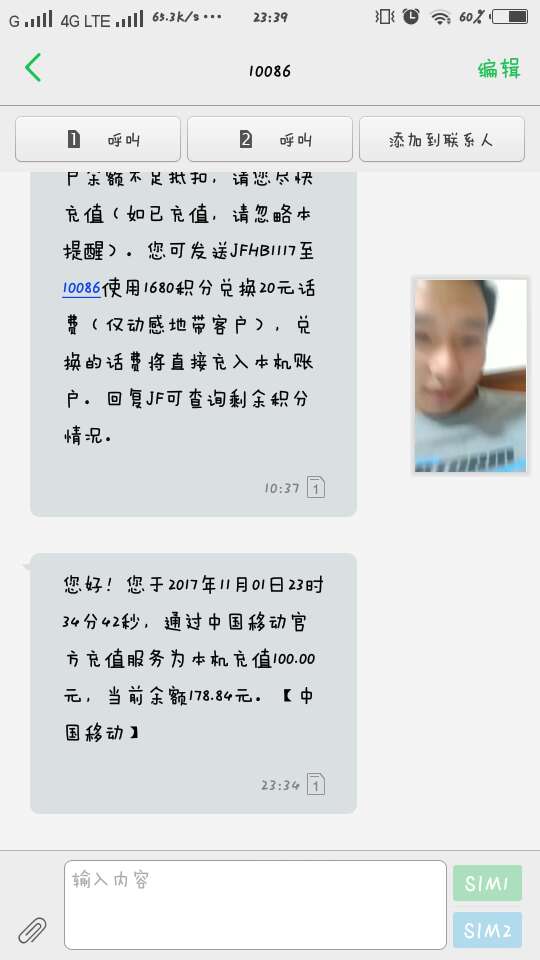 G 4G LTE 65.3K/s... 23:39 60%
10086 编辑
1 呼叫 2 呼叫 添加到联系人
户余额不足抵扣，请您尽快
充值（如已充值，请忽略本
提醒）。您可发送JFHB1117至
10086使用1680积分兑换20元话
费（仅动感地带客户），兑
换的话费将直接充入本机账
户。回复JF可查询剩余积分
情况。
10:37 1
您好！您于2017年11月01日23时
34分42秒，通过中国移动官
方充值服务为本机充值100.00
元，当前余额178.84元。【中
国移动】
23:34 1
输入内容
SIM1
SIM2